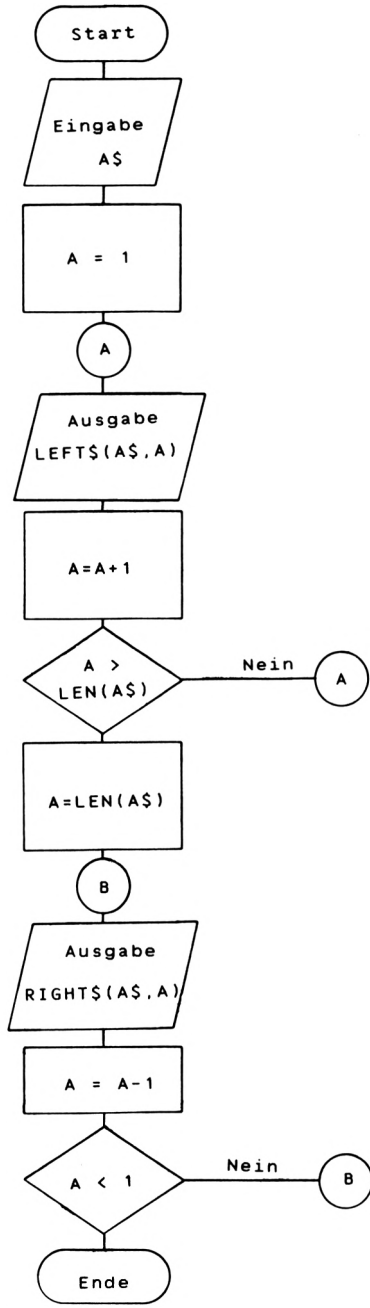 Start
Eingabe
A$
A = 1
A
Ausgabe
LEFT$(A$,A)
A=A+1
A >
LEN(A$)
Nein
A
A=LEN(A$)
B
Ausgabe
RIGHT$(A$,A)
A = A-1
A < 1
Nein
B
Ende